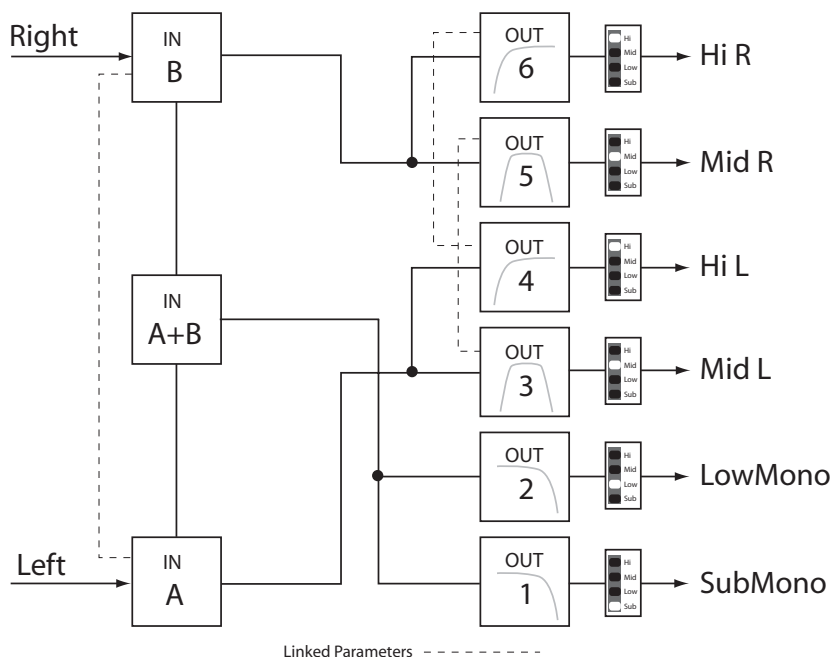 Right
IN
B
OUT
6
Hi
Mid
Low
Sub
Hi R
OUT
5
Hi
Mid
Low
Sub
Mid R
IN
A+B
OUT
4
Hi
Mid
Low
Sub
Hi L
OUT
3
Hi
Mid
Low
Sub
Mid L
OUT
2
Hi
Mid
Low
Sub
LowMono
Left
IN
A
OUT
1
Hi
Mid
Low
Sub
SubMono
Linked Parameters